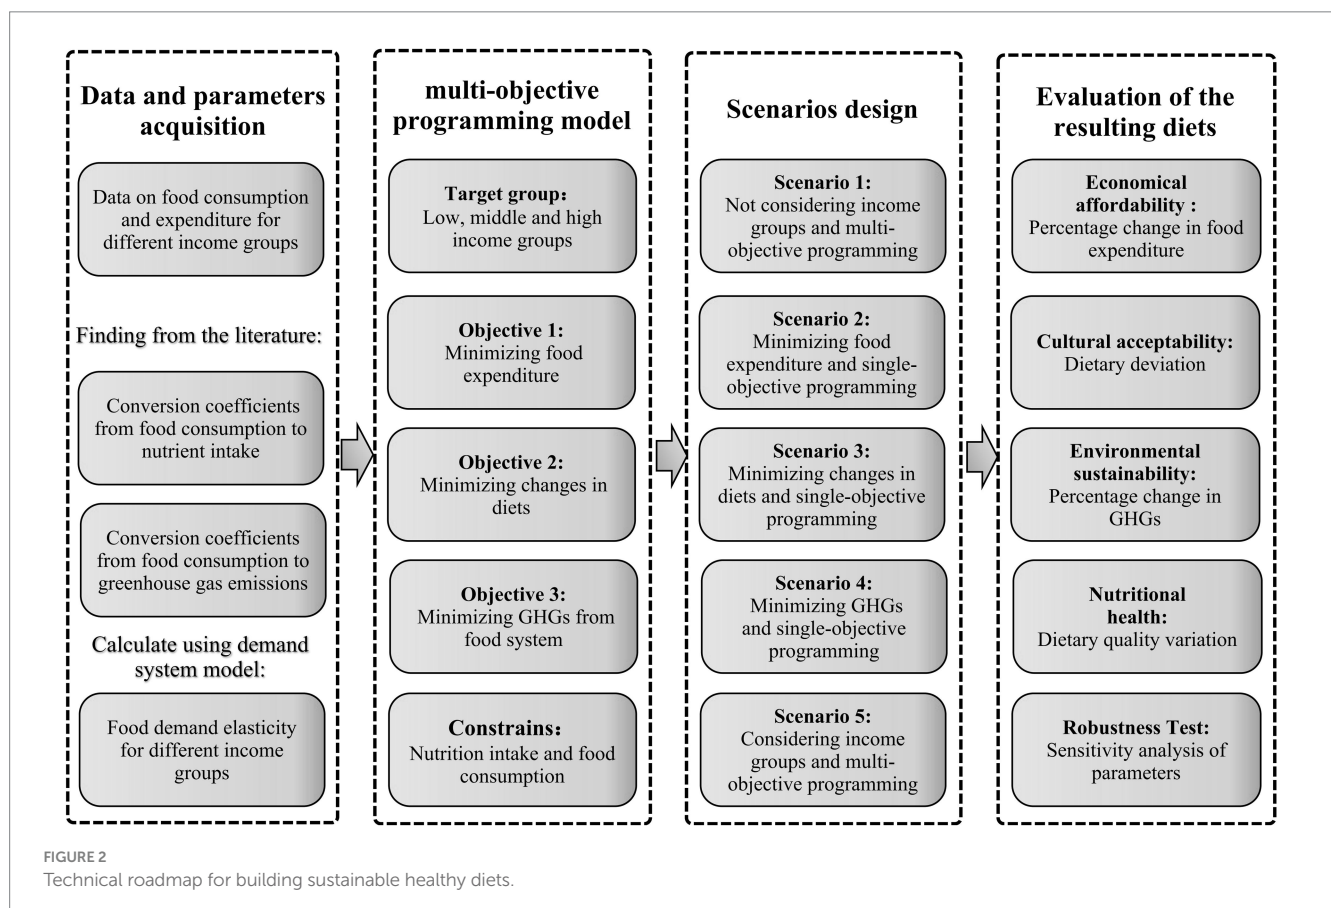 Data and parameters
acquisition
Data on food consumption
and expenditure for
different income groups
Finding from the literature:
Conversion coefficients
from food consumption to
nutrient intake
Conversion coefficients
from food consumption to
greenhouse gas emissions
Calculate using demand
system model:
Food demand elasticity
for different income
groups
multi-objective
programming model
Target group:
Low, middle and high
income groups
Objective 1:
Minimizing food
expenditure
Objective 2:
Minimizing changes in
diets
Objective 3:
Minimizing GHGs from
food system
Constrains:
Nutrition intake and food
consumption
Scenarios design
Scenario 1:
Not considering income
groups and multi-
objective programming
Scenario 2:
Minimizing food
expenditure and single-
objective programming
Scenario 3:
Minimizing changes in
diets and single-objective
programming
Scenario 4:
Minimizing GHGs
and single-objective
programming
Scenario 5:
Considering income
groups and multi-
objective programming
Evaluation of the
resulting diets
Economical
affordability :
Percentage change in food
expenditure
Cultural acceptability:
Dietary deviation
Environmental
sustainability:
Percentage change in
GHGs
Nutritional
health:
Dietary quality variation
Robustness Test:
Sensitivity analysis of
parameters
FIGURE 2
Technical roadmap for building sustainable healthy diets.